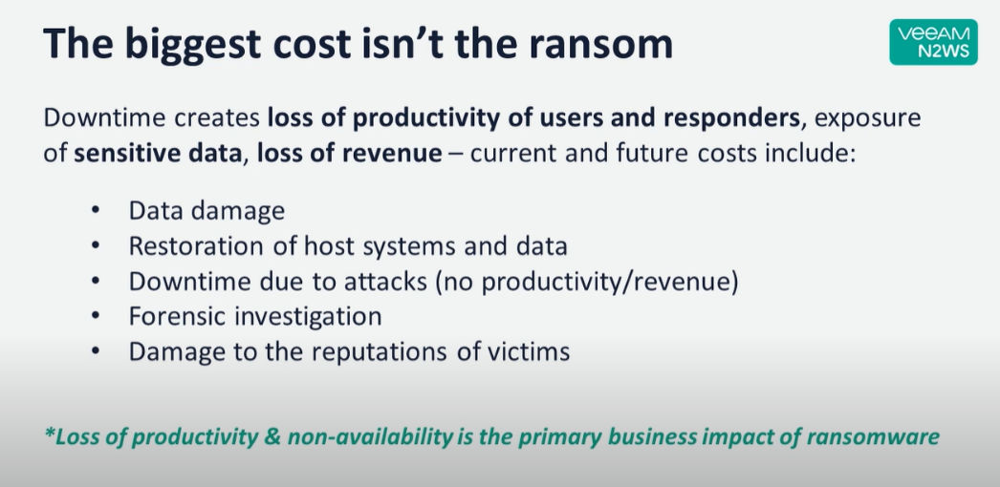 The biggest cost isn’t the ransom
veeAM
N2WS
Downtime creates loss of productivity of users and responders, exposure
of sensitive data, loss of revenue – current and future costs include:
• Data damage
• Restoration of host systems and data
• Downtime due to attacks (no productivity/revenue)
• Forensic investigation
• Damage to the reputations of victims
*Loss of productivity & non-availability is the primary business impact of ransomware